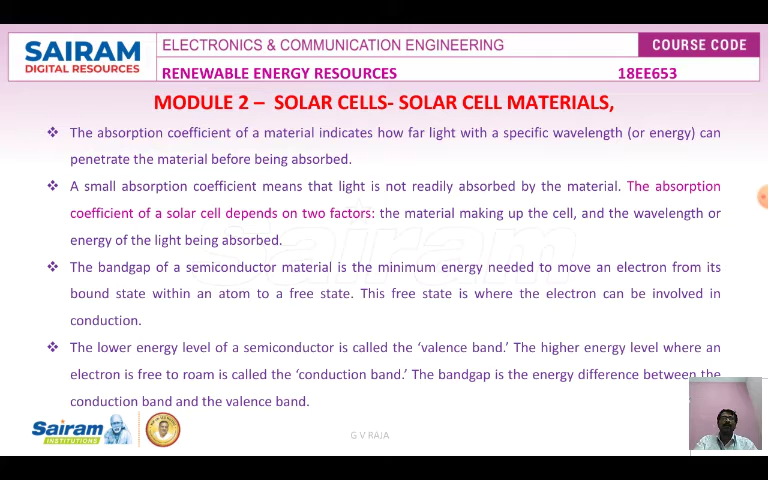 SAIRAM
DIGITAL RESOURCES
ELECTRONICS & COMMUNICATION ENGINEERING
COURSE CODE
RENEWABLE ENERGY RESOURCES
18EE653
MODULE 2 – SOLAR CELLS- SOLAR CELL MATERIALS,
❖ The absorption coefficient of a material indicates how far light with a specific wavelength (or energy) can
penetrate the material before being absorbed.
❖ A small absorption coefficient means that light is not readily absorbed by the material. The absorption
coefficient of a solar cell depends on two factors: the material making up the cell, and the wavelength or
energy of the light being absorbed.
❖ The bandgap of a semiconductor material is the minimum energy needed to move an electron from its
bound state within an atom to a free state. This free state is where the electron can be involved in
conduction.
❖ The lower energy level of a semiconductor is called the ‘valence band.’ The higher energy level where an
electron is free to roam is called the ‘conduction band.’ The bandgap is the energy difference between the
conduction band and the valence band.
Sairam
INSTITUTIONS
G V RAJA
Sairam